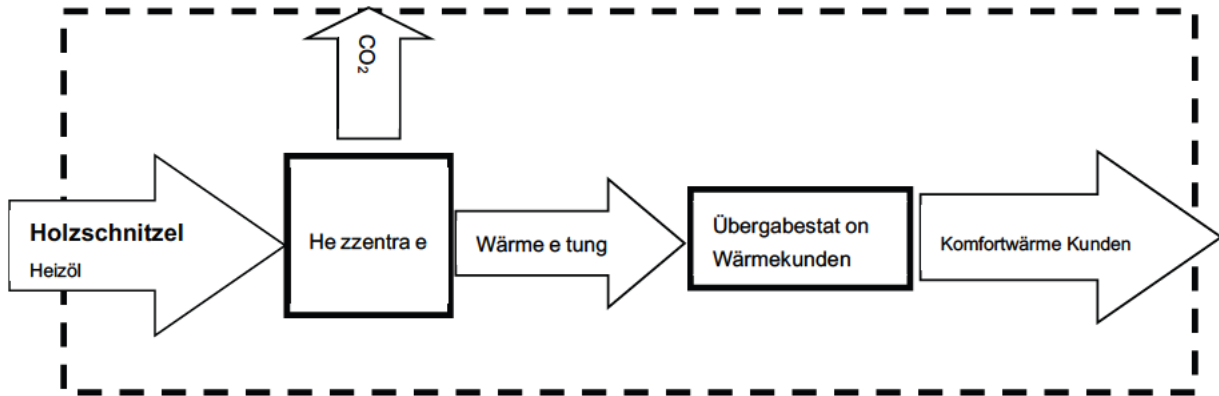 CO₂
Holzschnitzel
Heizöl
He zzentra e
Wärme e tung
Übergabestat on
Wärmekunden
Komfortwärme Kunden